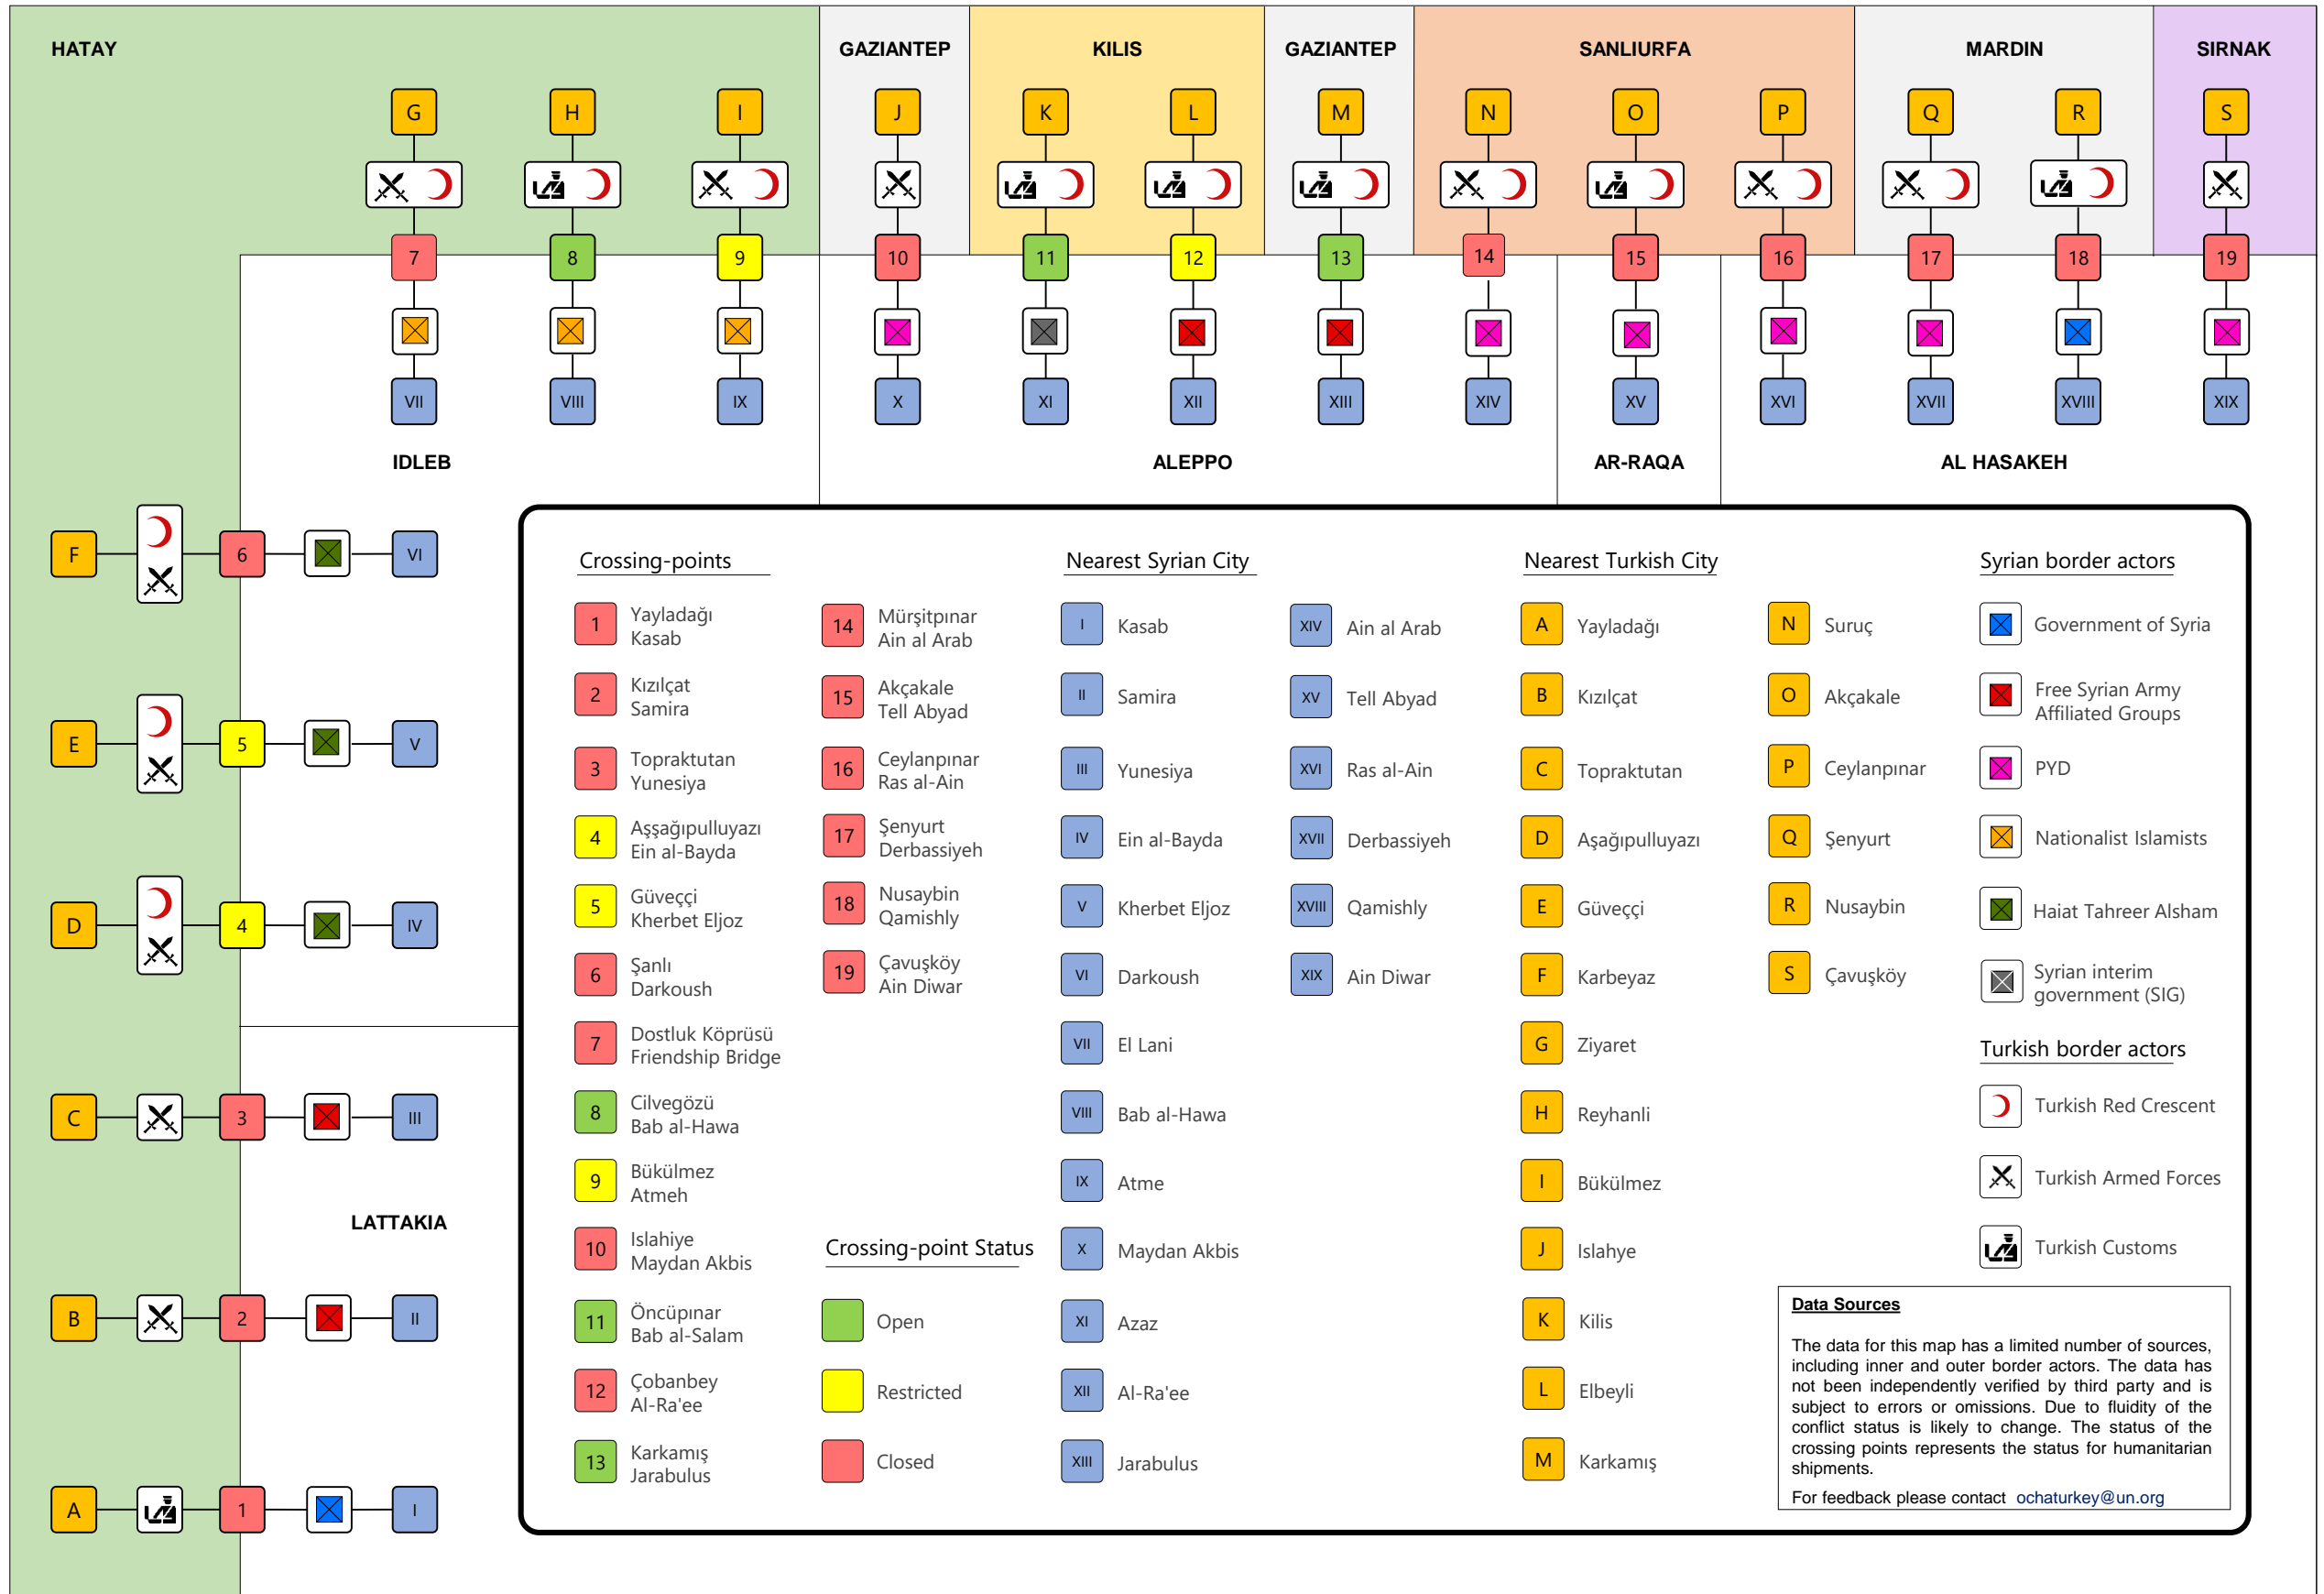 HATAY
GAZIANTEP
KILIS
GAZIANTEP
SANLIURFA
MARDIN
SIRNAK
G
H
I
J
K
L
M
N
O
P
Q
R
S
7
8
9
10
11
12
13
14
15
16
17
18
19
VII
VIII
IX
X
XI
XII
XIII
XIV
XV
XVI
XVII
XVIII
XIX
IDLEB
ALEPPO
AR-RAQA
AL HASAKEH
F
6
VI
E
5
V
D
4
IV
C
3
III
LATTAKIA
B
2
II
A
1
I
Crossing-points
1
Yayladağı
Kasab
2
Kızılçat
Samira
3
Topraktutan
Yunesiya
4
Aşşağıpulluyazı
Ein al-Bayda
5
Güveççi
Kherbet Eljoz
6
Şanlı
Darkoush
7
Dostluk Köprüsü
Friendship Bridge
8
Cilvegözü
Bab al-Hawa
9
Bükülmez
Atmeh
10
Islahiye
Maydan Akbis
11
Öncüpınar
Bab al-Salam
12
Çobanbey
Al-Ra'ee
13
Karkamış
Jarabulus
14
Mürşitpınar
Ain al Arab
15
Akçakale
Tell Abyad
16
Ceylanpınar
Ras al-Ain
17
Şenyurt
Derbassiyeh
18
Nusaybin
Qamishly
19
Çavuşköy
Ain Diwar
Crossing-point Status
Open
Restricted
Closed
Nearest Syrian City
I
Kasab
II
Samira
III
Yunesiya
IV
Ein al-Bayda
V
Kherbet Eljoz
VI
Darkoush
VII
El Lani
VIII
Bab al-Hawa
IX
Atme
X
Maydan Akbis
XI
Azaz
XII
Al-Ra'ee
XIII
Jarabulus
XIV
Ain al Arab
XV
Tell Abyad
XVI
Ras al-Ain
XVII
Derbassiyeh
XVIII
Qamishly
XIX
Ain Diwar
Nearest Turkish City
A
Yayladağı
B
Kızılçat
C
Topraktutan
D
Aşağıpulluyazı
E
Güveççi
F
Karbeyaz
G
Ziyaret
H
Reyhanli
I
Bükülmez
J
Islahye
K
Kilis
L
Elbeyli
M
Karkamış
N
Suruç
O
Akçakale
P
Ceylanpınar
Q
Şenyurt
R
Nusaybin
S
Çavuşköy
Syrian border actors
Government of Syria
Free Syrian Army
Affiliated Groups
PYD
Nationalist Islamists
Haiat Tahreer Alsham
Syrian interim
government (SIG)
Turkish border actors
Turkish Red Crescent
Turkish Armed Forces
Turkish Customs
Data Sources
The data for this map has a limited number of sources,
including inner and outer border actors. The data has
not been independently verified by third party and is
subject to errors or omissions. Due to fluidity of the
conflict status is likely to change. The status of the
crossing points represents the status for humanitarian
shipments.
For feedback please contact ochaturkey@un.org